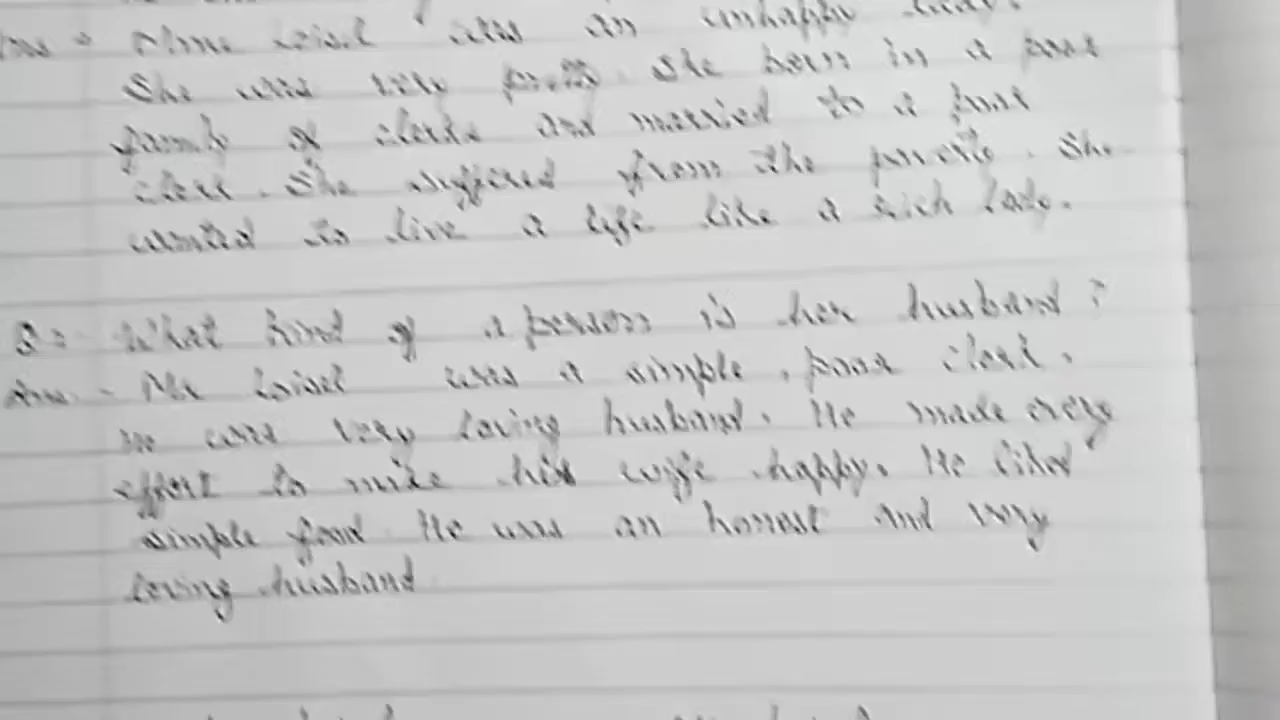 Ans : Mme Loisel was an unhappy lady.
She was very pretty. She born in a poor
family of clerks and married to a poor
clerk. She suffered from the poverty. She
wanted to live a life like a rich lady.
Q:- What kind of a person is her husband?
Ans:- Mr Loisel was a simple, poor clerk.
He was very loving husband. He made every
effort to make his wife happy. He liked
simple food He was an honest and very
loving husband